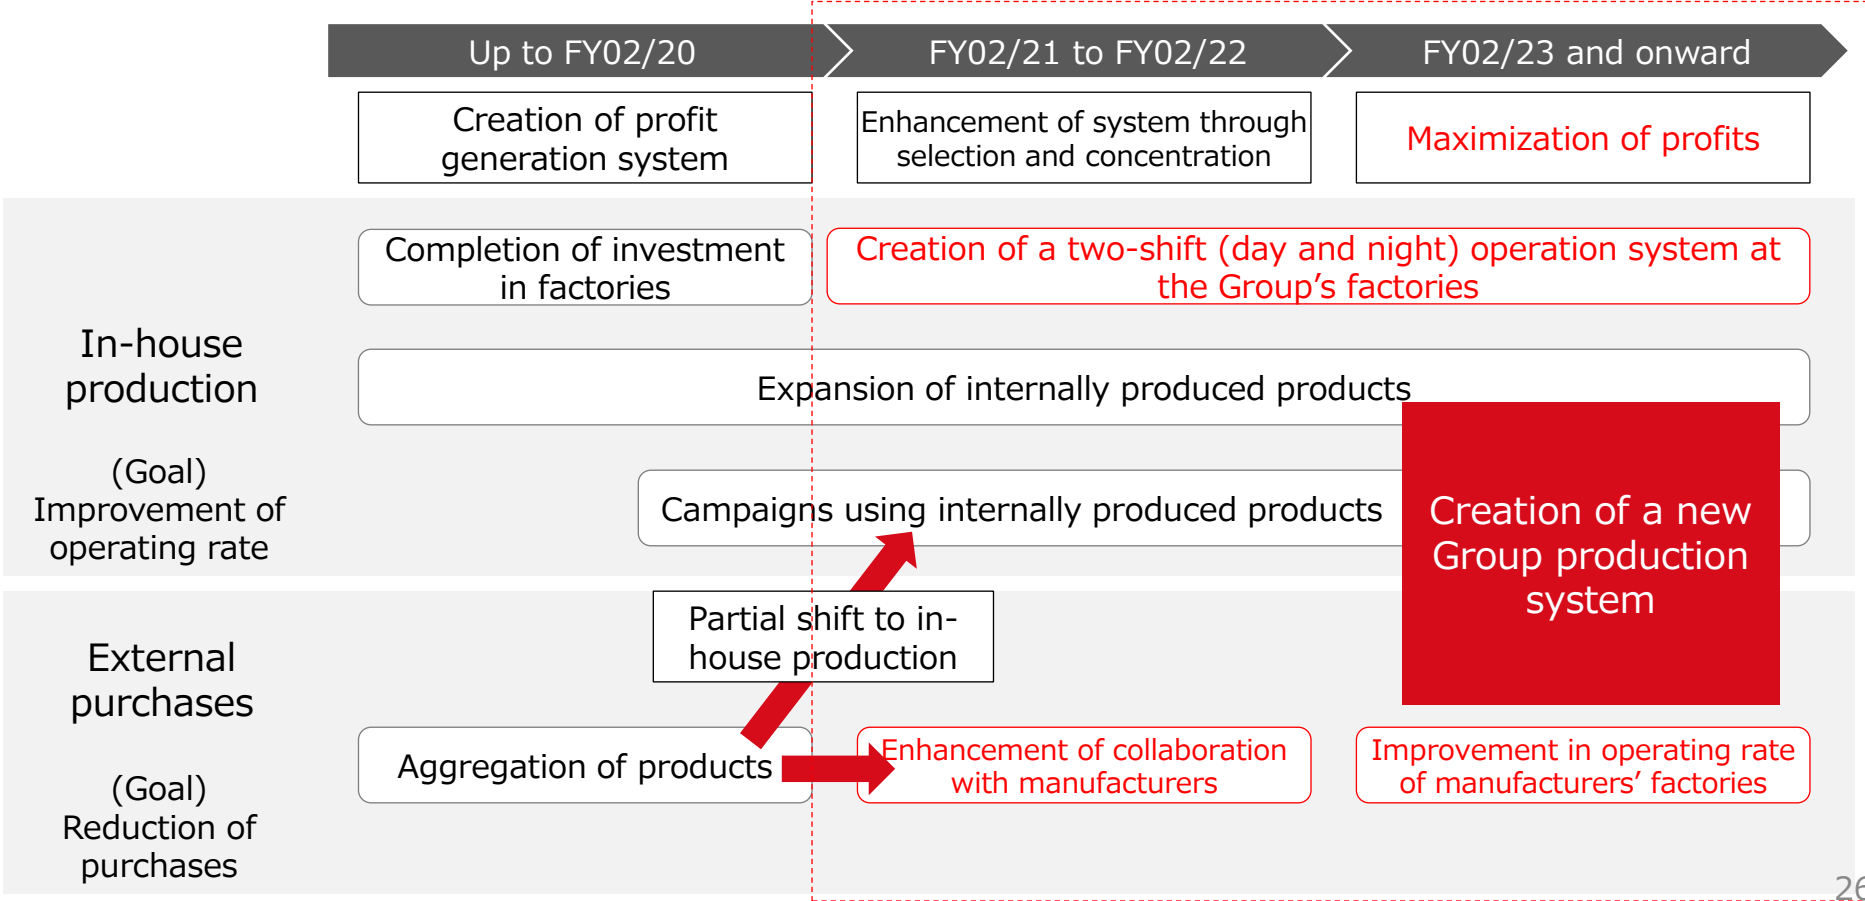 Up to FY02/20
FY02/21 to FY02/22
FY02/23 and onward
Creation of profit
generation system
Enhancement of system through
selection and concentration
Maximization of profits
In-house
production
(Goal)
Improvement of
operating rate
Completion of investment
in factories
Creation of a two-shift (day and night) operation system at
the Group’s factories
Expansion of internally produced products
Campaigns using internally produced products
Creation of a new
Group production
system
Partial shift to in-
house production
External
purchases
(Goal)
Reduction of
purchases
Aggregation of products
Enhancement of collaboration
with manufacturers
Improvement in operating rate
of manufacturers’ factories
26